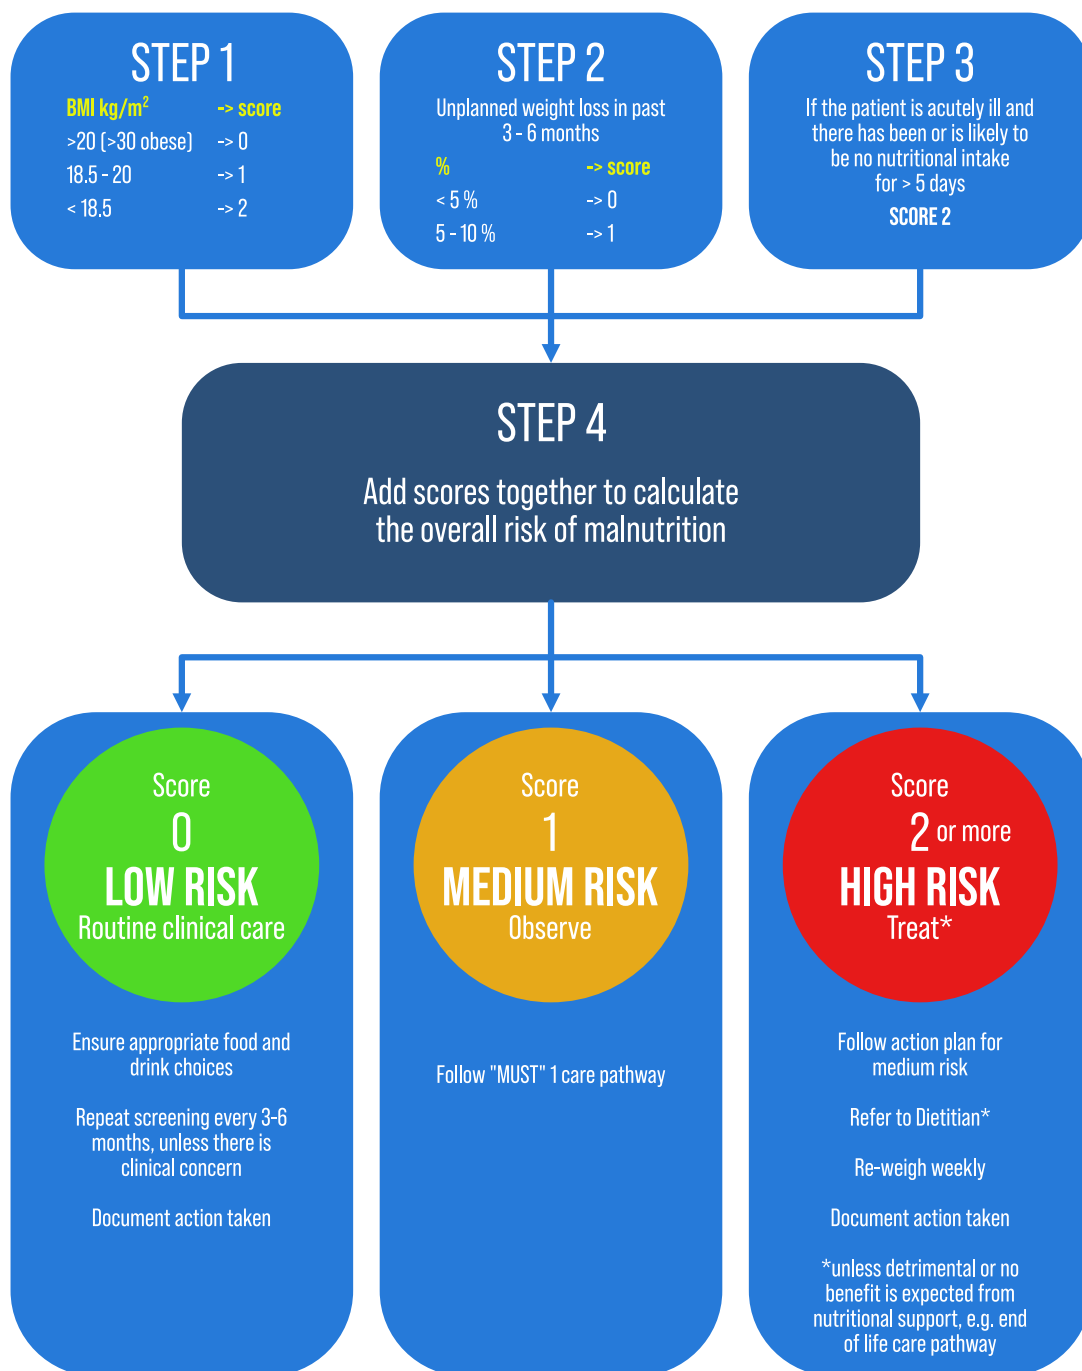 STEP 1
BMI kg/m² -> score
>20 (>30 obese) -> 0
18.5 - 20 -> 1
< 18.5 -> 2
STEP 2
Unplanned weight loss in past
3 - 6 months
% -> score
< 5 % -> 0
5 - 10 % -> 1
STEP 3
If the patient is acutely ill and
there has been or is likely to
be no nutritional intake
for > 5 days
SCORE 2
STEP 4
Add scores together to calculate
the overall risk of malnutrition
Score
0
LOW RISK
Routine clinical care
Ensure appropriate food and
drink choices
Repeat screening every 3-6
months, unless there is
clinical concern
Document action taken
Score
1
MEDIUM RISK
Observe
Follow "MUST" 1 care pathway
Score
2 or more
HIGH RISK
Treat*
Follow action plan for
medium risk
Refer to Dietitian*
Re-weigh weekly
Document action taken
*unless detrimental or no
benefit is expected from
nutritional support, e.g. end
of life care pathway